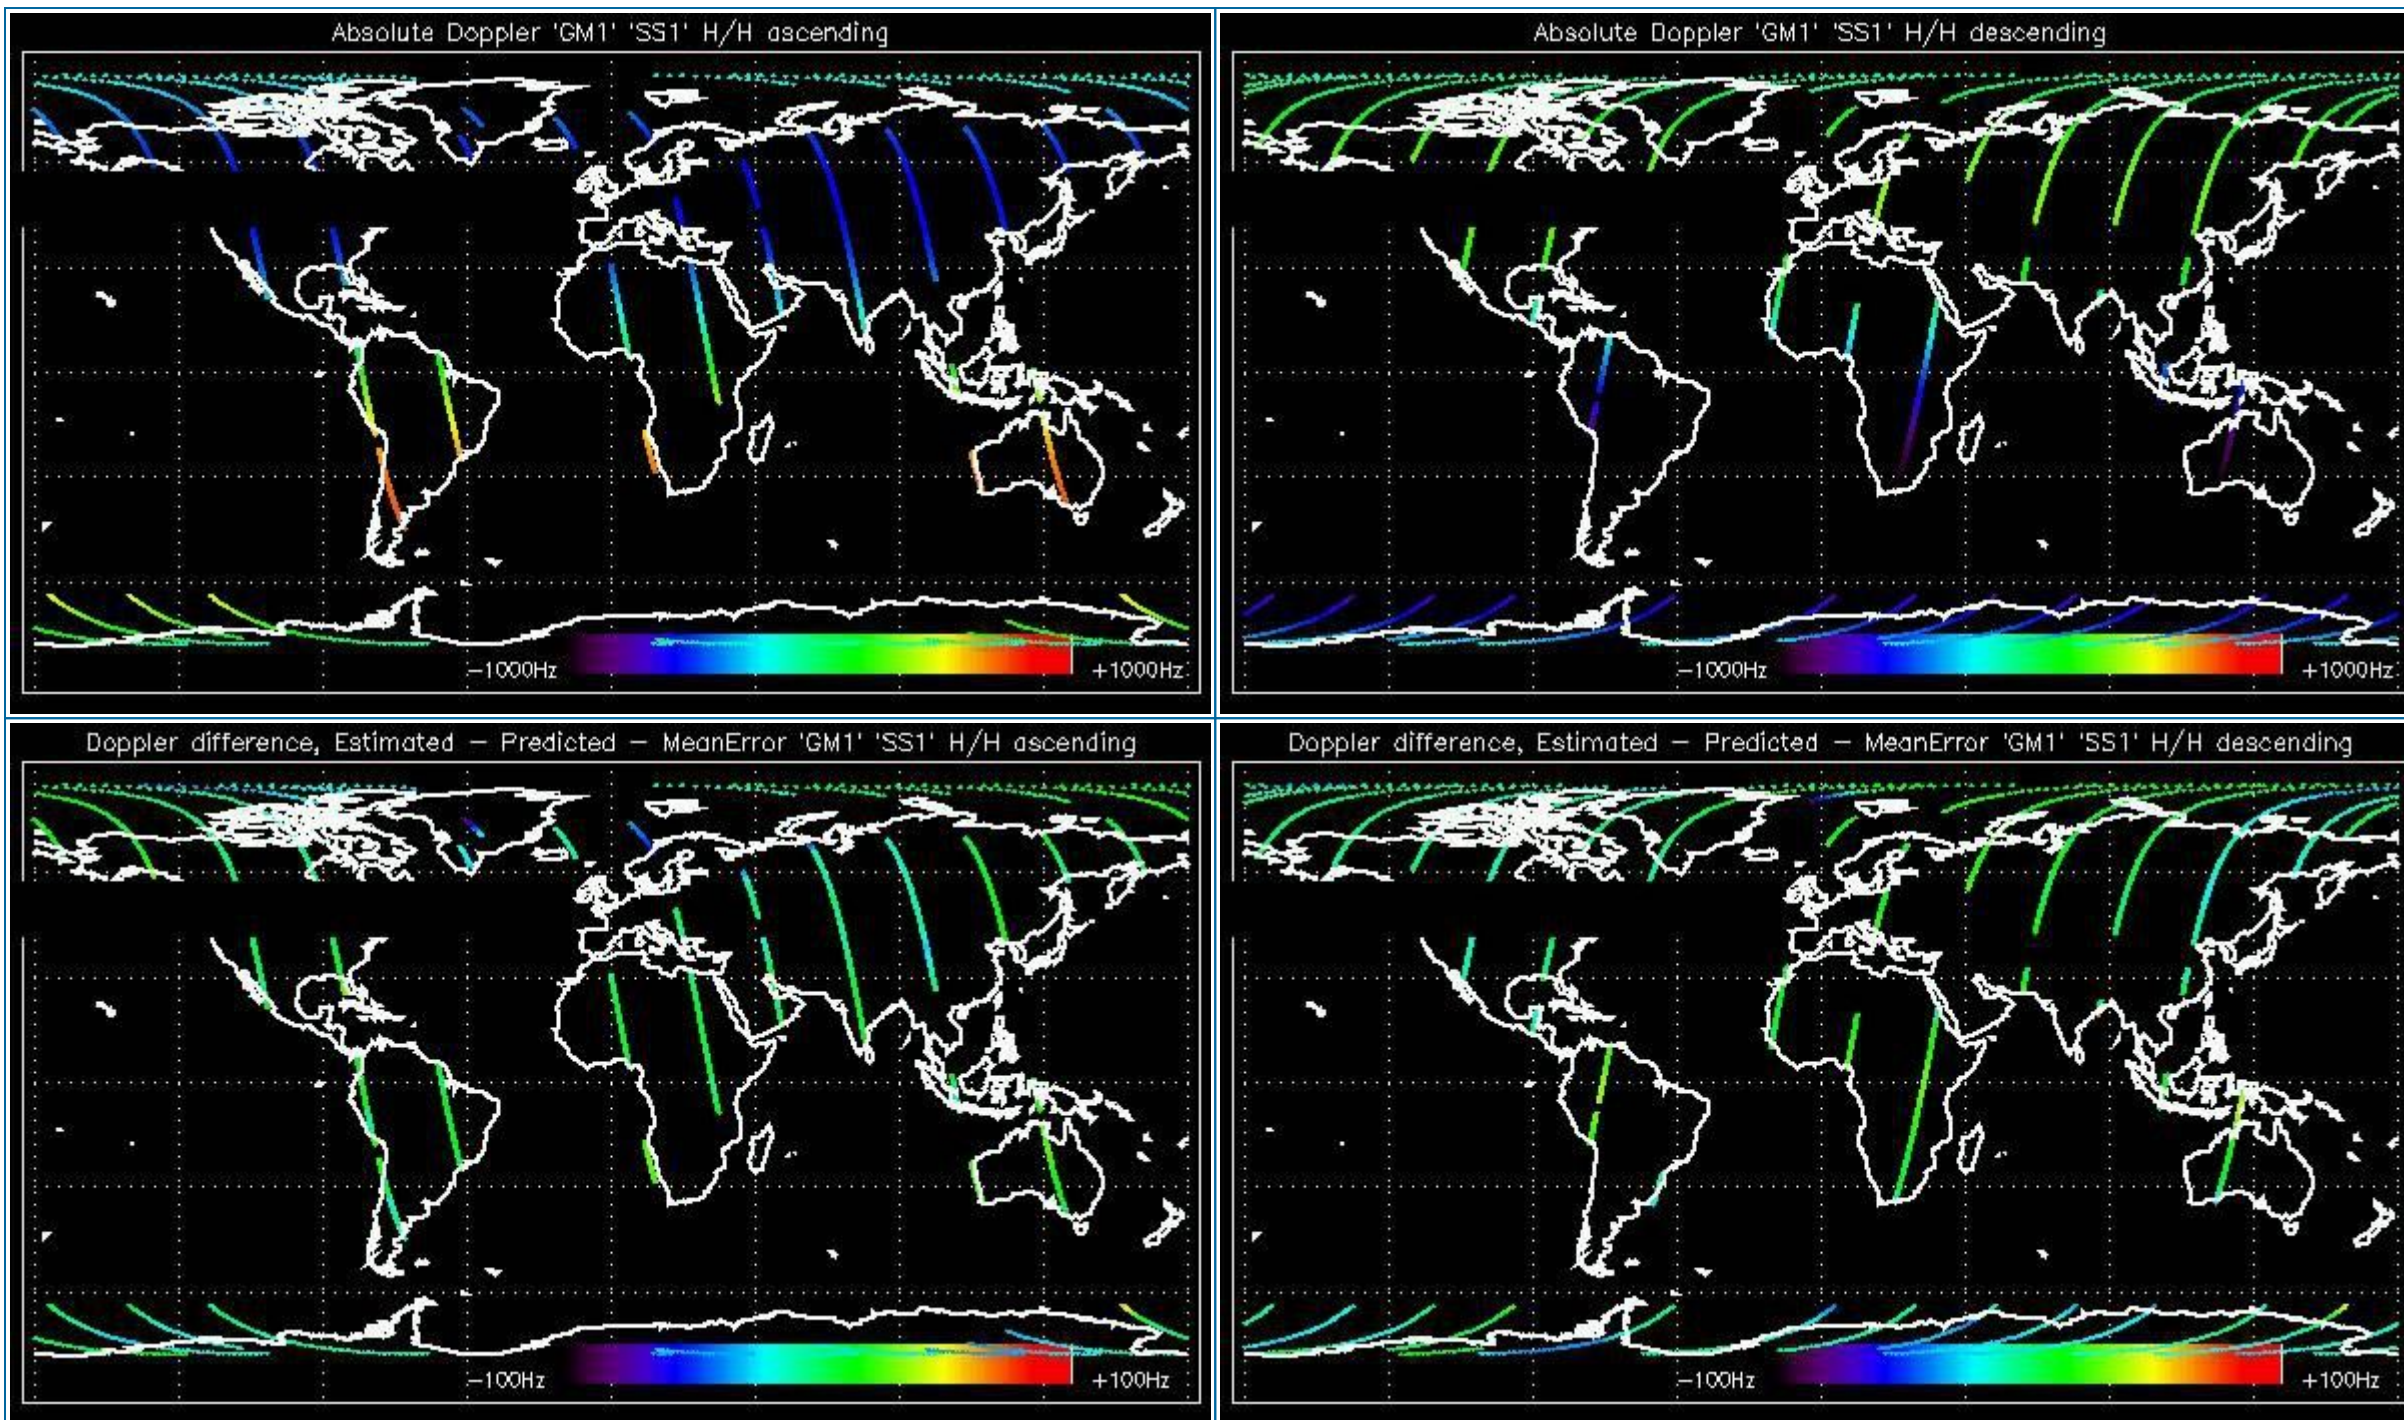 Absolute Doppler 'GM1' 'SS1' H/H ascending
-1000Hz
+1000Hz
Absolute Doppler 'GM1' 'SS1' H/H descending
-1000Hz
+1000Hz
Doppler difference, Estimated - Predicted - MeanError 'GM1' 'SS1' H/H ascending
-100Hz
+100Hz
Doppler difference, Estimated - Predicted - MeanError 'GM1' 'SS1' H/H descending
-100Hz
+100Hz